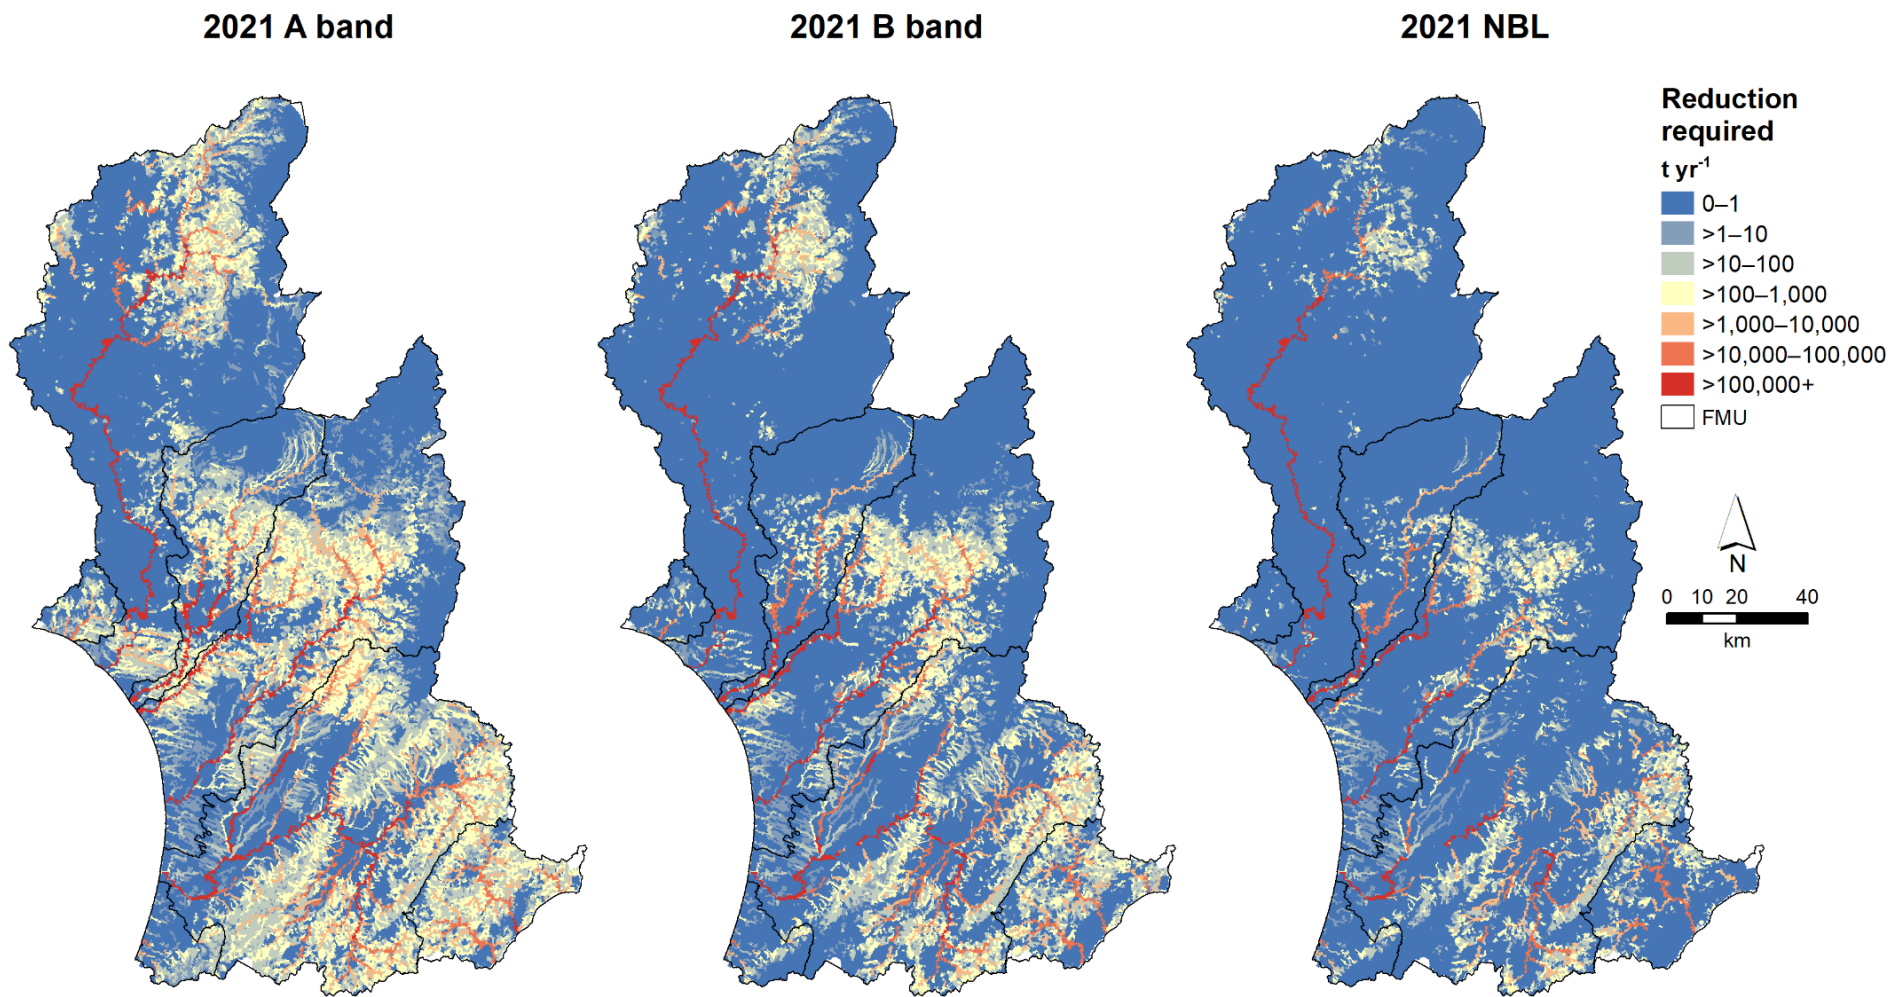 2021 A band
2021 B band
2021 NBL
Reduction
required
t yr⁻¹
0–1
>1–10
>10–100
>100–1,000
>1,000–10,000
>10,000–100,000
>100,000+
FMU
N
0 10 20 40
km